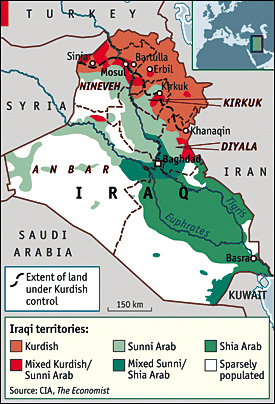 TURKEY
Sinjar
Bartulla
Mosul
Erbil
NINEVEH
Kirkuk
KIRKUK
SYRIA
Khanaqin
DIYALA
Baghdad
ANBAR
IRAN
IRAQ
Tigris
Euphrates
SAUDI
ARABIA
Basra
KUWAIT
Extent of land
under Kurdish
control
150 km
Iraqi territories:
Kurdish
Sunni Arab
Shia Arab
Mixed Kurdish/
Sunni Arab
Mixed Sunni/
Shia Arab
Sparsely
populated
Source: CIA, The Economist